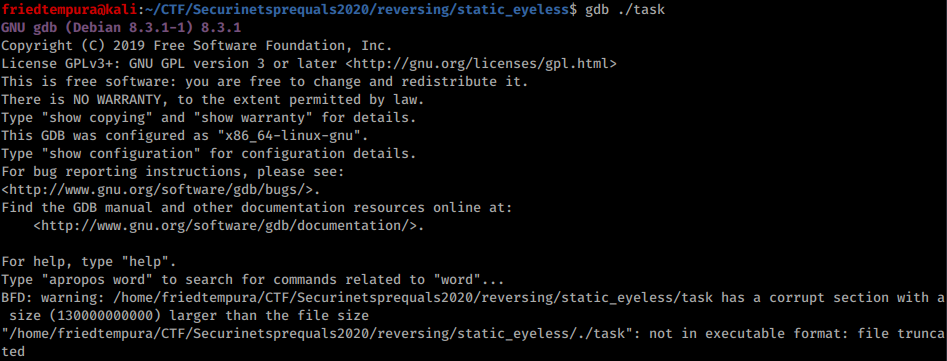 friedtempura@kali:~/CTF/Securinetsprequals2020/reversing/static_eyeless$ gdb ./task
GNU gdb (Debian 8.3.1-1) 8.3.1
Copyright (C) 2019 Free Software Foundation, Inc.
License GPLv3+: GNU GPL version 3 or later <http://gnu.org/licenses/gpl.html>
This is free software: you are free to change and redistribute it.
There is NO WARRANTY, to the extent permitted by law.
Type "show copying" and "show warranty" for details.
This GDB was configured as "x86_64-linux-gnu".
Type "show configuration" for configuration details.
For bug reporting instructions, please see:
<http://www.gnu.org/software/gdb/bugs/>.
Find the GDB manual and other documentation resources online at:
    <http://www.gnu.org/software/gdb/documentation/>.

For help, type "help".
Type "apropos word" to search for commands related to "word"...
BFD: warning: /home/friedtempura/CTF/Securinetsprequals2020/reversing/static_eyeless/task has a corrupt section with a
 size (130000000000) larger than the file size
"/home/friedtempura/CTF/Securinetsprequals2020/reversing/static_eyeless/./task": not in executable format: file trunca
ted